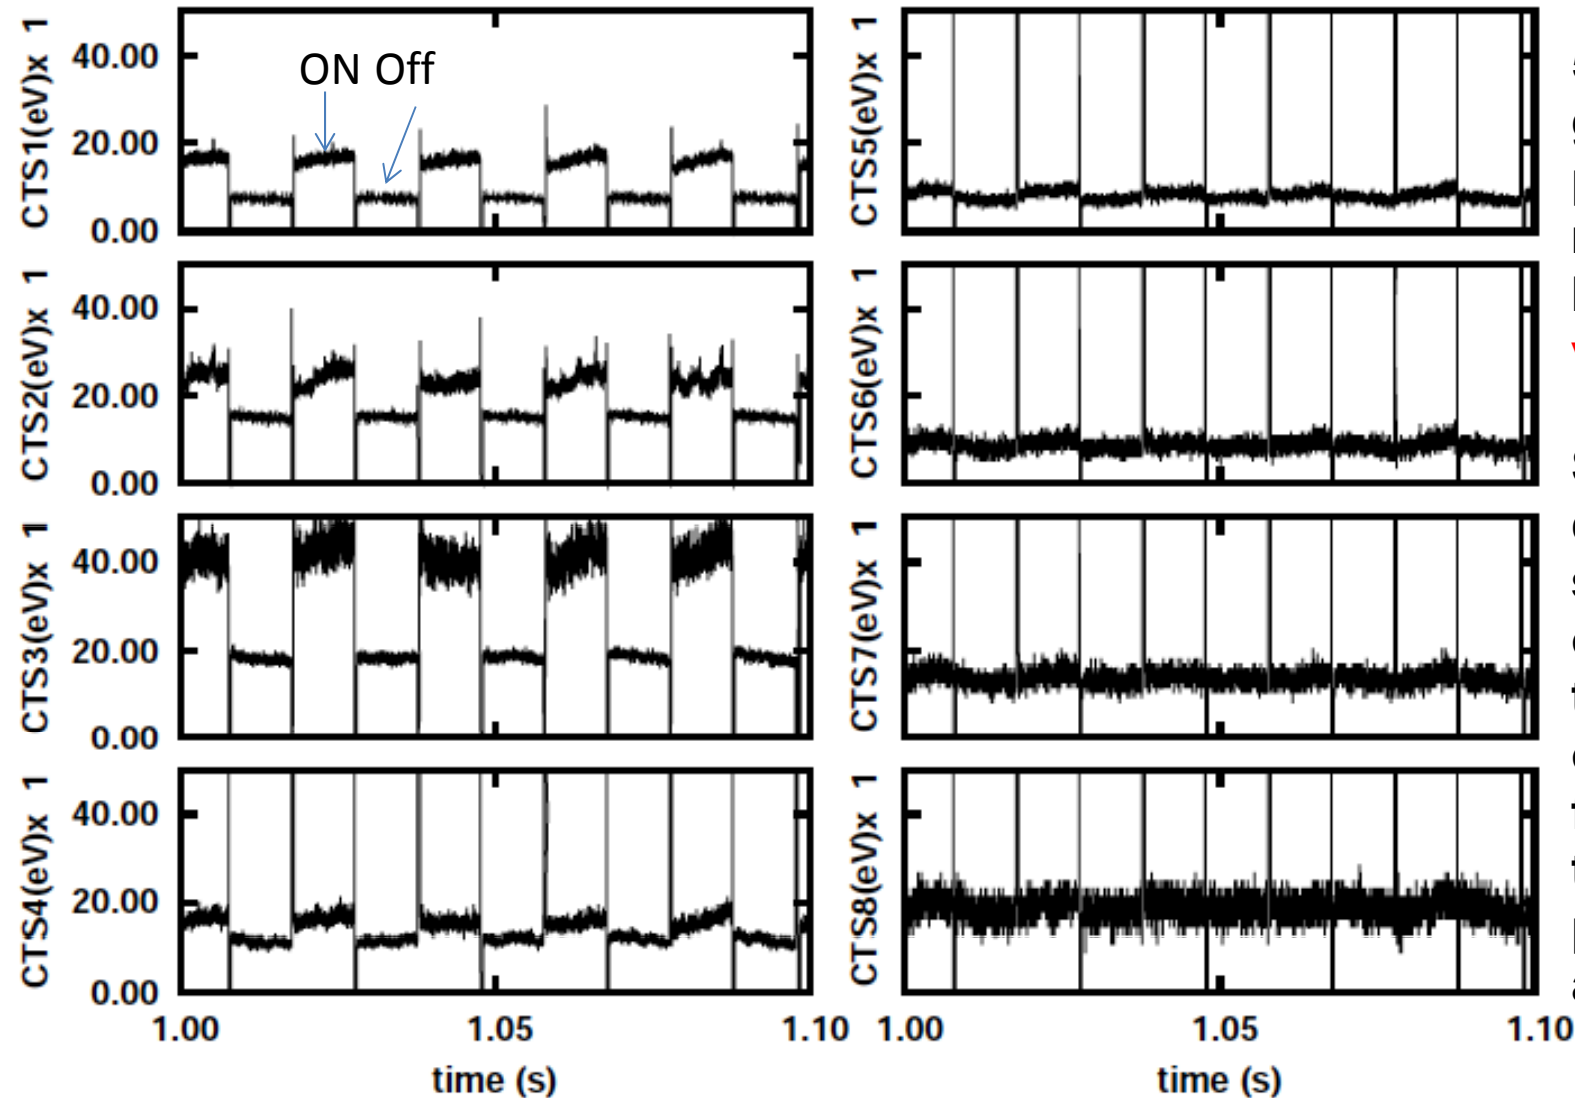 CTS1(eV)x 1
40.00
20.00
0.00
ON Off
CTS2(eV)x 1
40.00
20.00
0.00
CTS3(eV)x 1
40.00
20.00
0.00
CTS4(eV)x 1
40.00
20.00
0.00
1.00 1.05 1.10
time (s)
CTS5(eV)x 1
CTS6(eV)x 1
CTS7(eV)x 1
CTS8(eV)x 1
1.00 1.05 1.10
time (s)